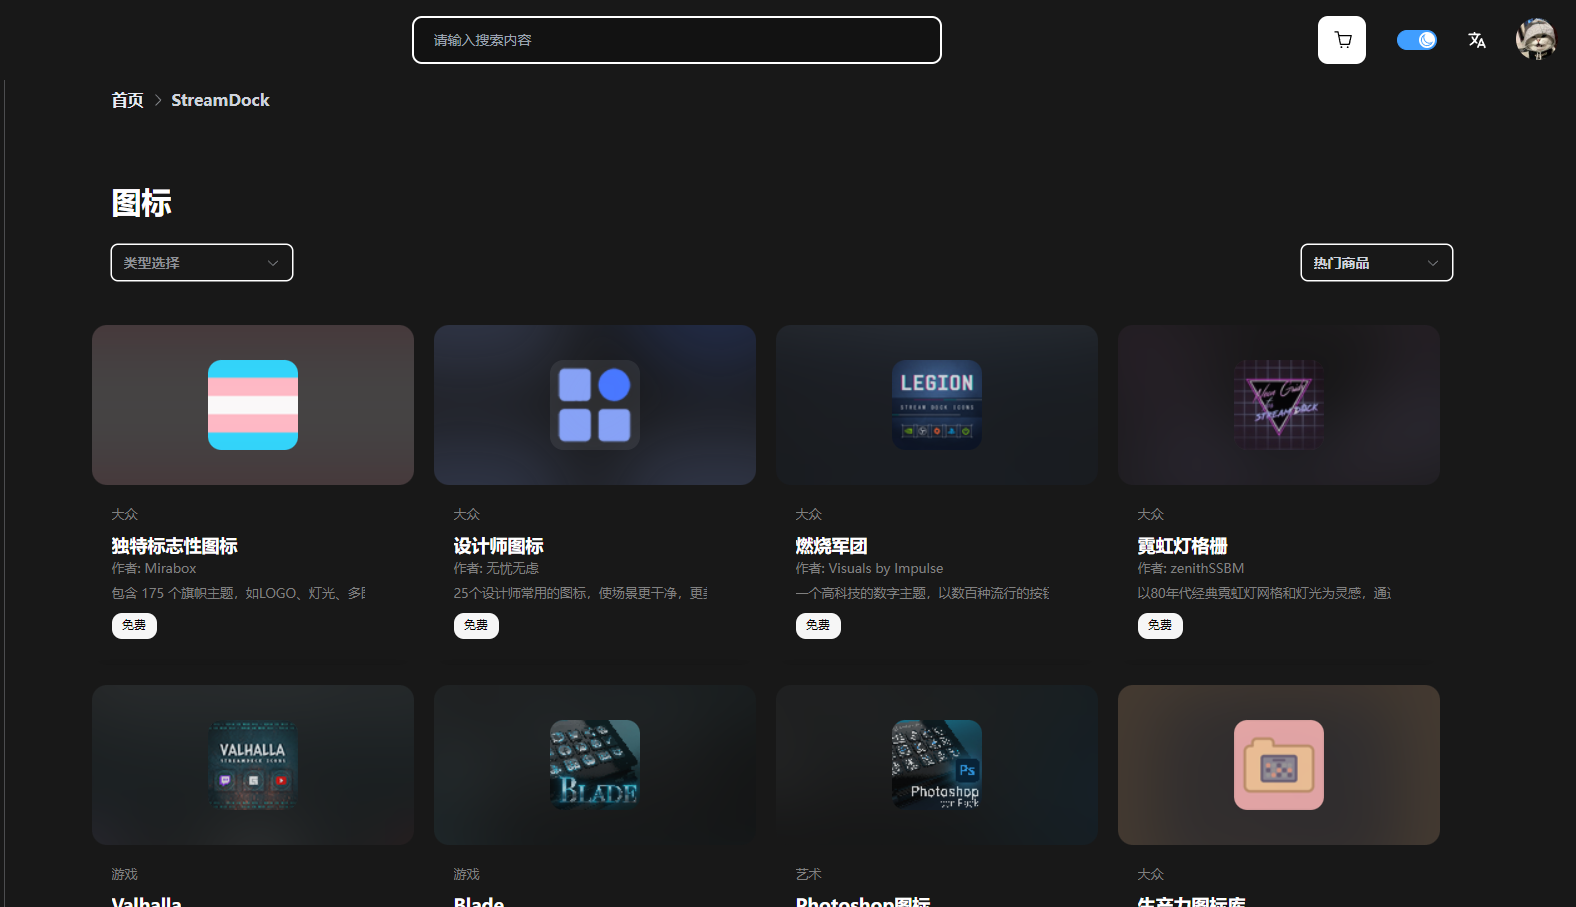 请输入搜索内容
首页 > StreamDock
图标
类型选择
热门商品
LEGION
STREAM DOCK ICONS
STREAM DOCK
大众
大众
大众
大众
独特标志性图标
设计师图标
燃烧军团
霓虹灯格栅
作者: Mirabox
作者: 无忧无虑
作者: Visuals by Impulse
作者: zenithSSBM
包含 175 个旗帜主题，如LOGO、灯光、多
25个设计师常用的图标，使场景更干净，更
一个高科技的数字主题，以数百种流行的按
以80年代经典霓虹灯网格和灯光为灵感，通
免费
免费
免费
免费
VALHALLA
STREAMDECK ICONS
BLADE
Ps
Photoshop
游戏
游戏
艺术
大众
Valhalla
Blade
Photoshop图标
生产力图标库